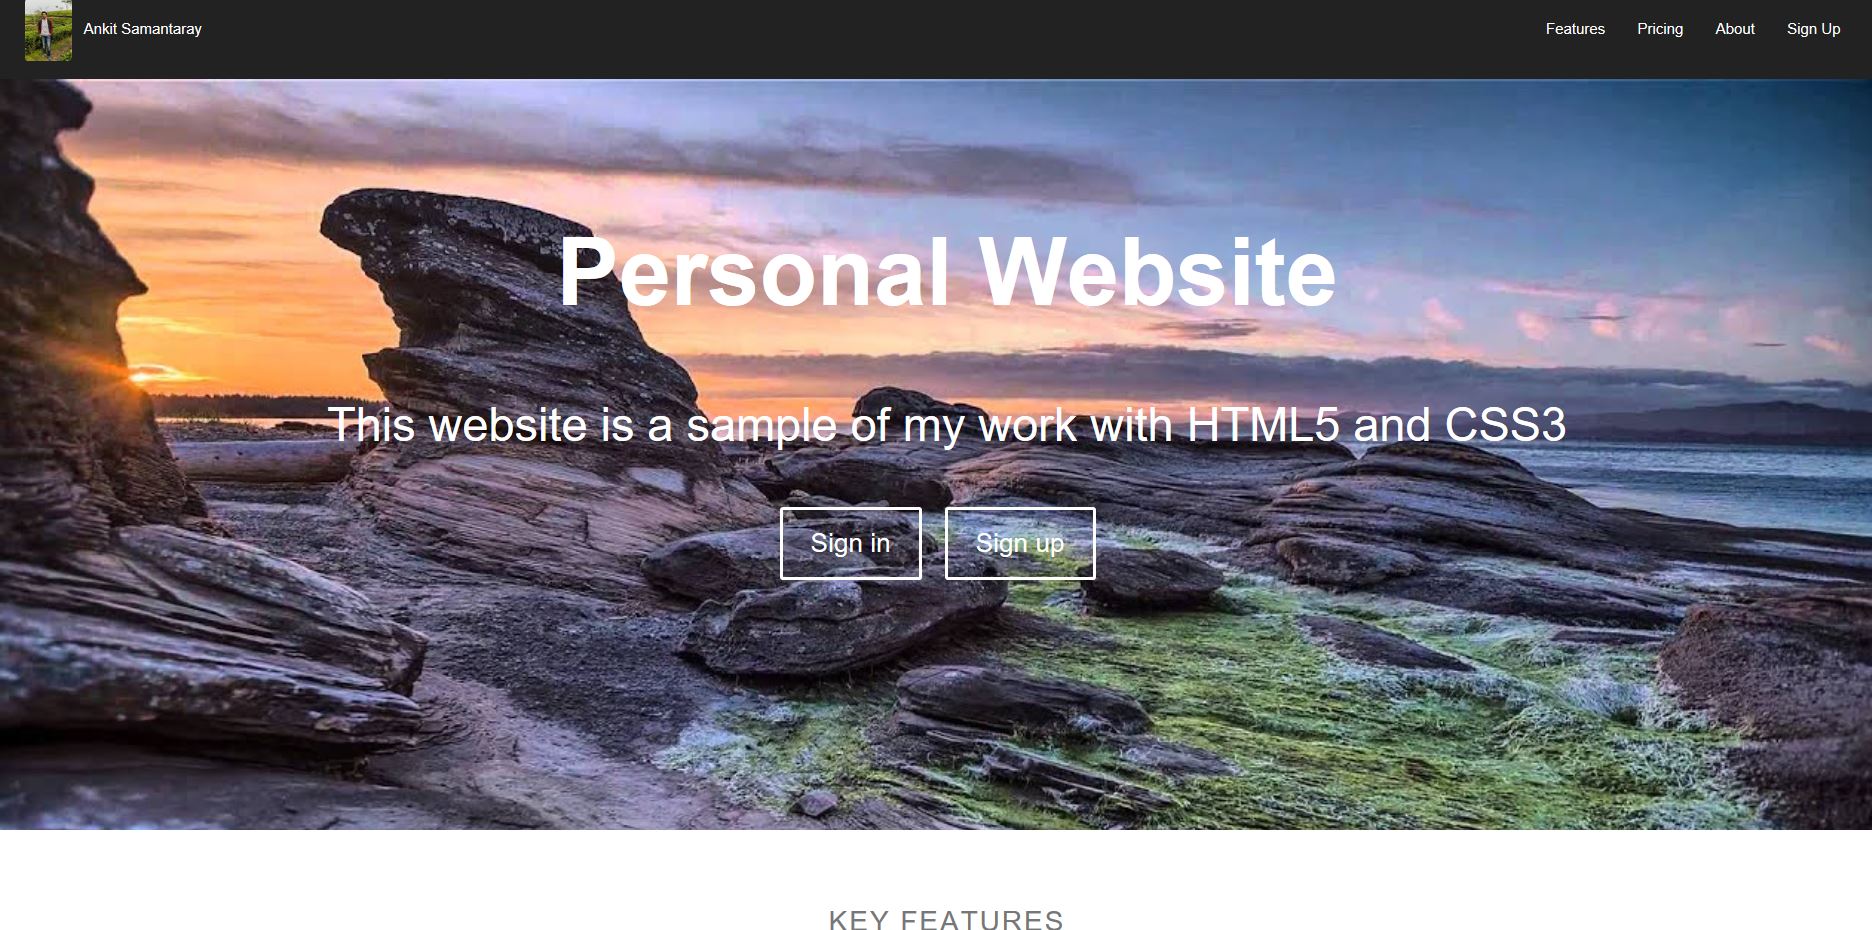 Ankit Samantaray
Features Pricing About Sign Up
Personal Website
This website is a sample of my work with HTML5 and CSS3
Sign in Sign up
KEY FEATURES